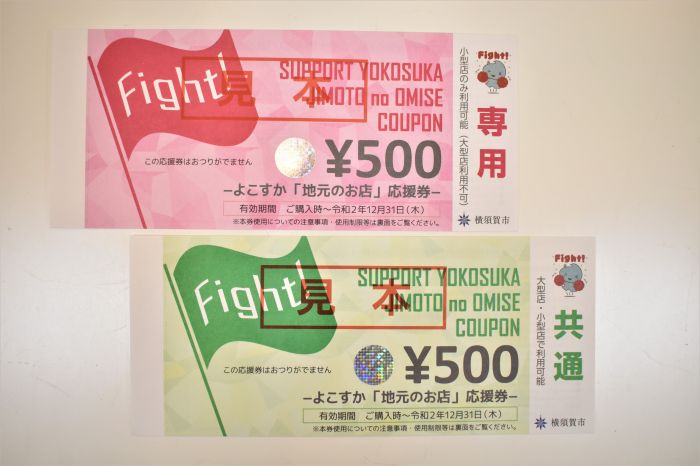 Fight!
見本
SUPPORT YOKOSUKA
JIMOTO no OMISE
COUPON
この応援券はおつりがでません
¥500
−よこすか「地元のお店」応援券−
有効期間　ご購入時〜令和2年12月31日(木)
※本券使用についての注意事項・使用制限等は裏面をご覧ください。
Fight!
専用
小型店のみ利用可能(大型店利用不可)
横須賀市
Fight!
見本
SUPPORT YOKOSUKA
JIMOTO no OMISE
COUPON
この応援券はおつりがでません
¥500
−よこすか「地元のお店」応援券−
有効期間　ご購入時〜令和2年12月31日(木)
※本券使用についての注意事項・使用制限等は裏面をご覧ください。
Fight!
共通
大型店・小型店で利用可能
横須賀市